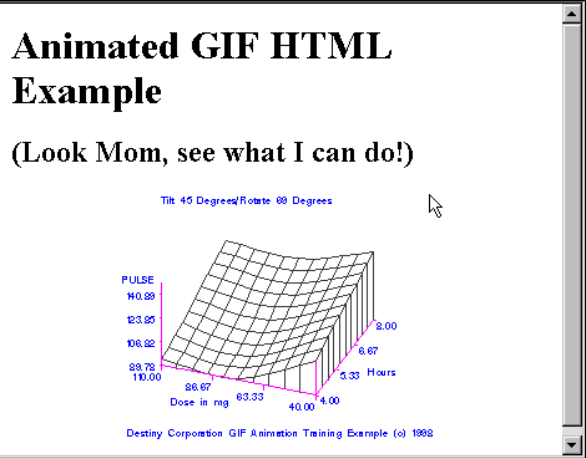 Animated GIF HTML
Example
(Look Mom, see what I can do!)
Tilt 45 Degrees/Rotate 69 Degrees
PULSE
140.89
123.85
106.82
89.78
110.00
86.67
63.33
40.00
Dose in mg
8.00
6.67
5.33
4.00
Hours
Destiny Corporation GIF Animation Training Example (c) 1998